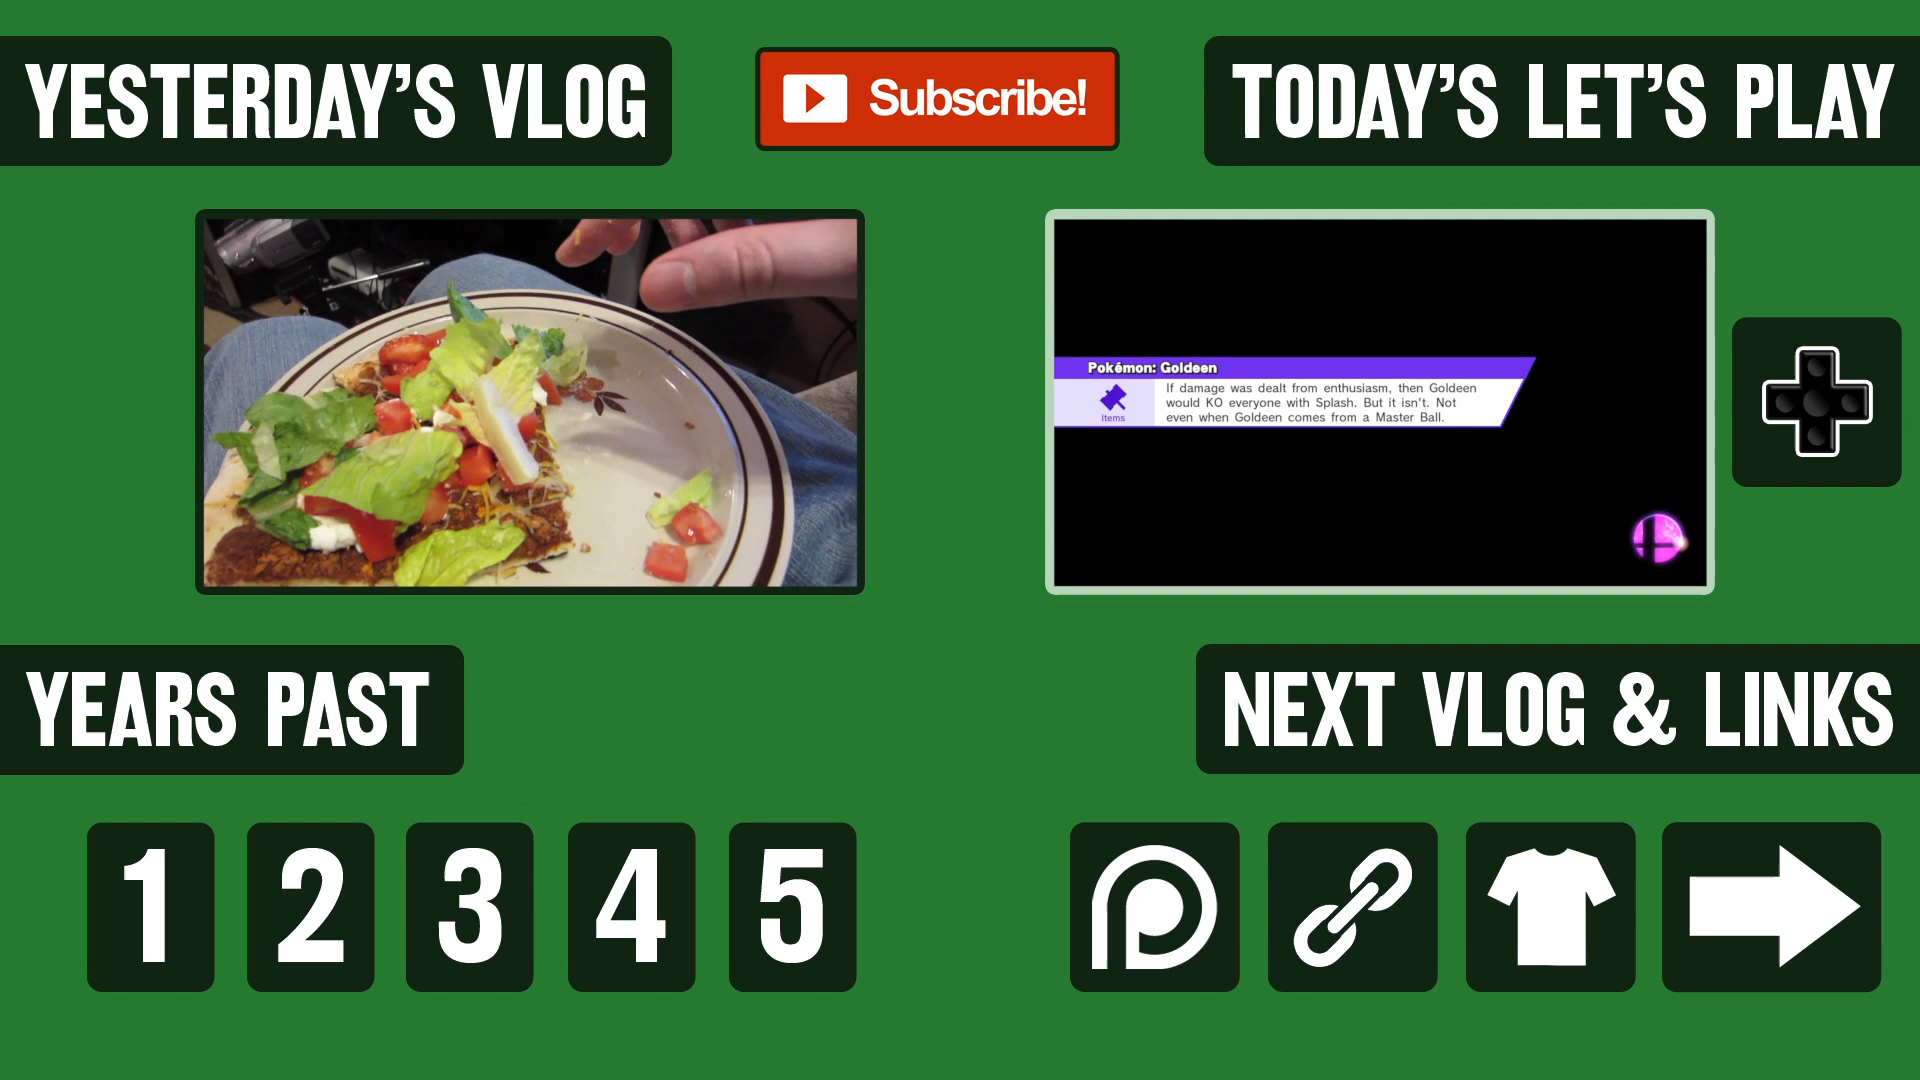 YESTERDAY'S VLOG
Subscribe!
TODAY'S LET'S PLAY
Pokémon: Goldeen
If damage was dealt from enthusiasm, then Goldeen
would KO everyone with Splash. But it isn't. Not
even when Goldeen comes from a Master Ball.
Items
YEARS PAST
NEXT VLOG & LINKS
1 2 3 4 5